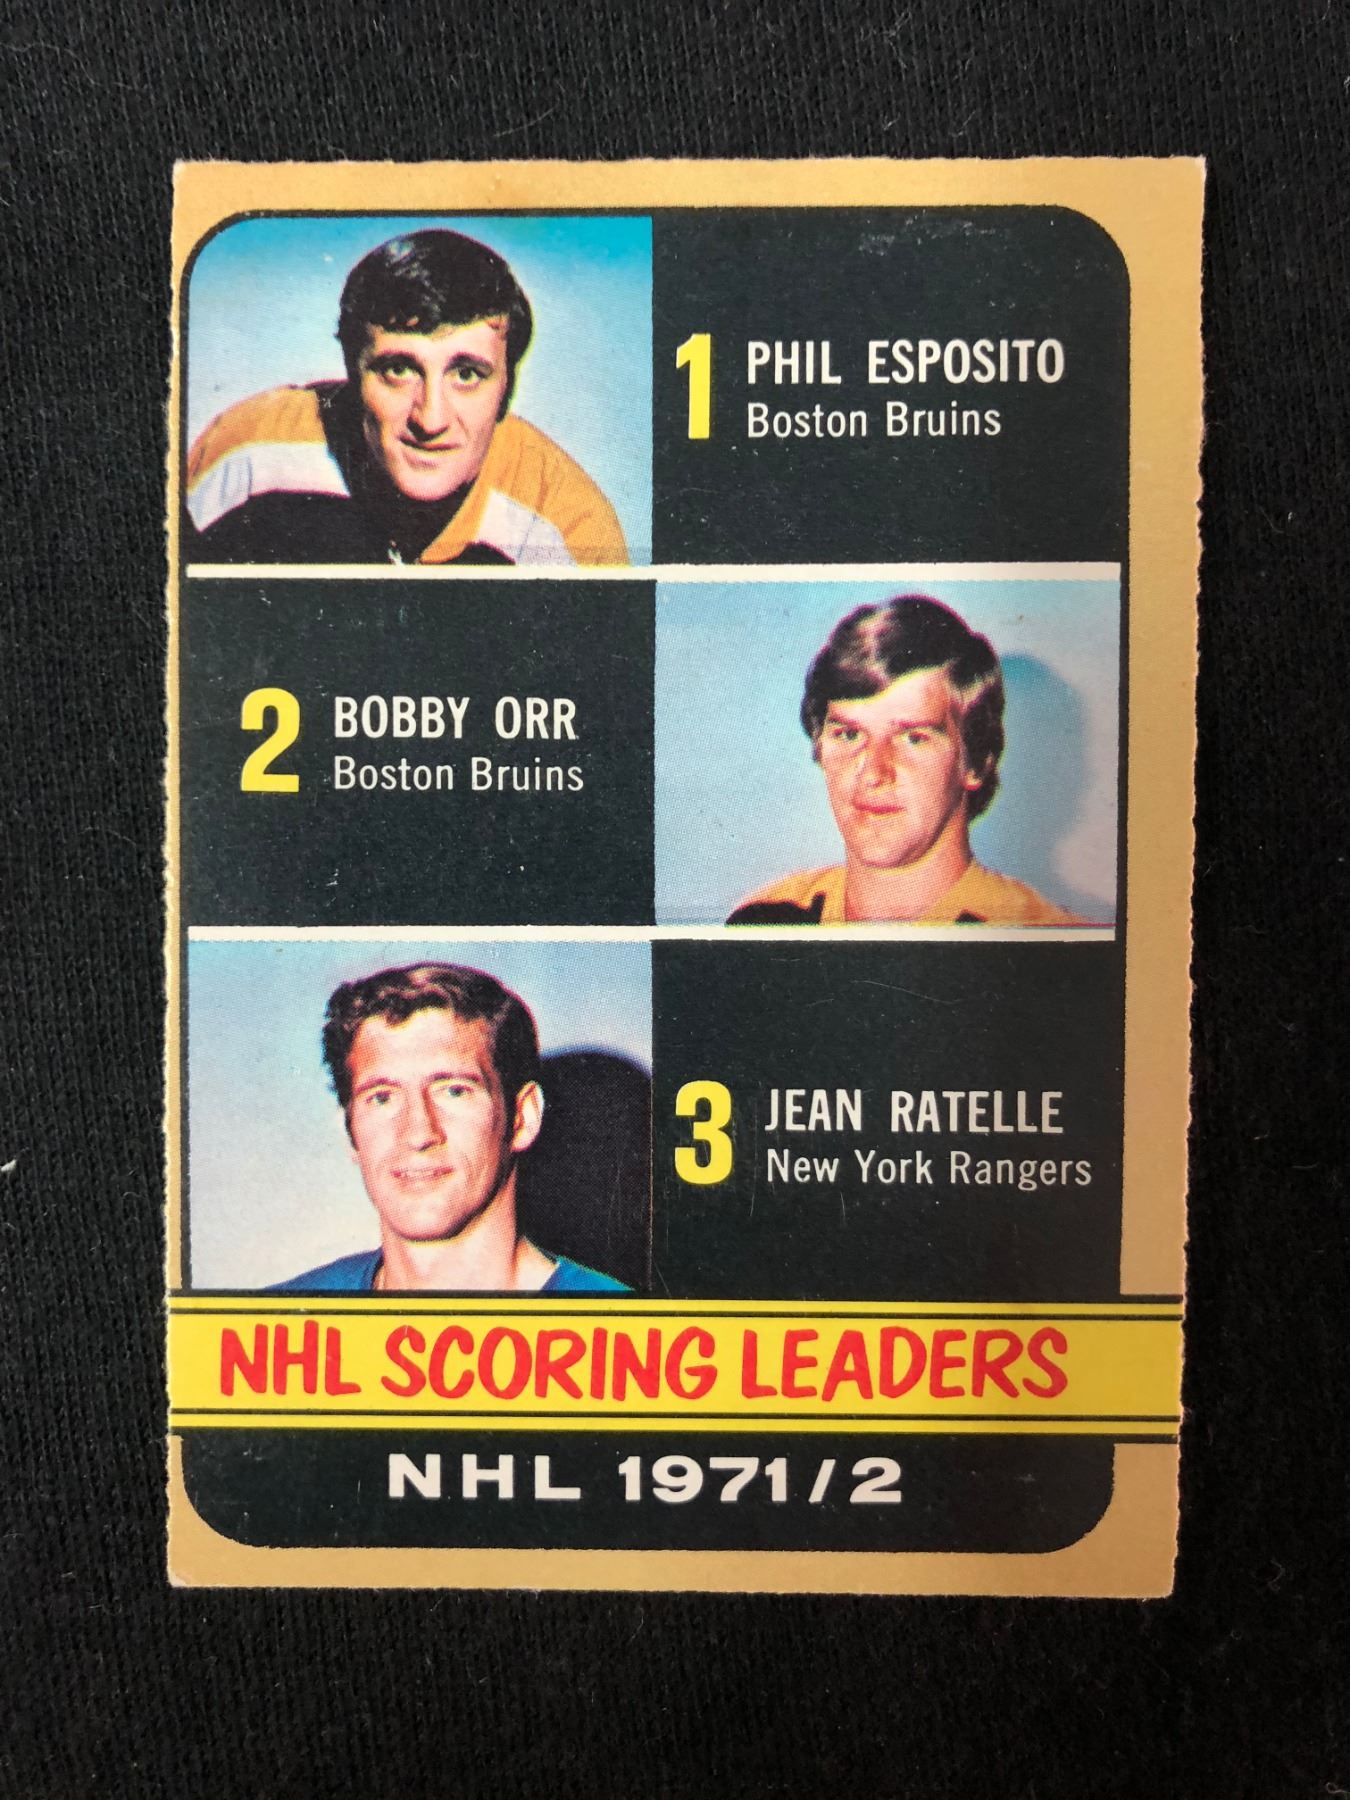 1 PHIL ESPOSITO
Boston Bruins
2 BOBBY ORR
Boston Bruins
3 JEAN RATELLE
New York Rangers
NHL SCORING LEADERS
NHL 1971/2